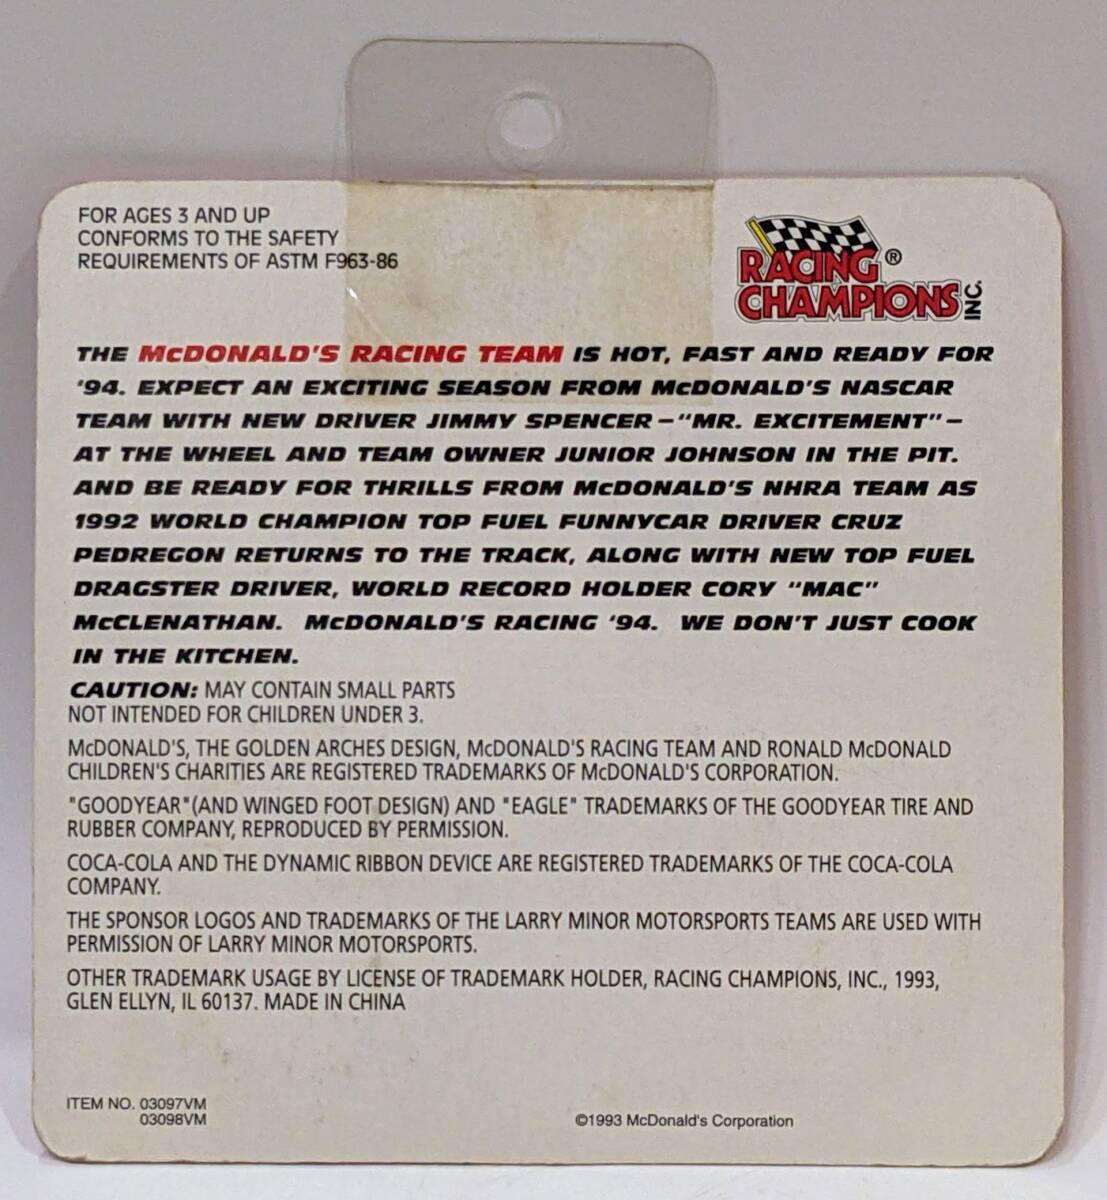 FOR AGES 3 AND UP
CONFORMS TO THE SAFETY
REQUIREMENTS OF ASTM F963-86
RACING ®
CHAMPIONS INC.
THE McDONALD'S RACING TEAM IS HOT, FAST AND READY FOR
'94. EXPECT AN EXCITING SEASON FROM McDONALD'S NASCAR
TEAM WITH NEW DRIVER JIMMY SPENCER – "MR. EXCITEMENT" –
AT THE WHEEL AND TEAM OWNER JUNIOR JOHNSON IN THE PIT.
AND BE READY FOR THRILLS FROM McDONALD'S NHRA TEAM AS
1992 WORLD CHAMPION TOP FUEL FUNNYCAR DRIVER CRUZ
PEDREGON RETURNS TO THE TRACK, ALONG WITH NEW TOP FUEL
DRAGSTER DRIVER, WORLD RECORD HOLDER CORY "MAC"
McCLENATHAN. McDONALD'S RACING '94. WE DON'T JUST COOK
IN THE KITCHEN.
CAUTION: MAY CONTAIN SMALL PARTS
NOT INTENDED FOR CHILDREN UNDER 3.
McDONALD'S, THE GOLDEN ARCHES DESIGN, McDONALD'S RACING TEAM AND RONALD McDONALD
CHILDREN'S CHARITIES ARE REGISTERED TRADEMARKS OF McDONALD'S CORPORATION.
"GOODYEAR"(AND WINGED FOOT DESIGN) AND "EAGLE" TRADEMARKS OF THE GOODYEAR TIRE AND
RUBBER COMPANY, REPRODUCED BY PERMISSION.
COCA-COLA AND THE DYNAMIC RIBBON DEVICE ARE REGISTERED TRADEMARKS OF THE COCA-COLA
COMPANY.
THE SPONSOR LOGOS AND TRADEMARKS OF THE LARRY MINOR MOTORSPORTS TEAMS ARE USED WITH
PERMISSION OF LARRY MINOR MOTORSPORTS.
OTHER TRADEMARK USAGE BY LICENSE OF TRADEMARK HOLDER, RACING CHAMPIONS, INC., 1993,
GLEN ELLYN, IL 60137. MADE IN CHINA
ITEM NO. 03097VM
03098VM
©1993 McDonald's Corporation